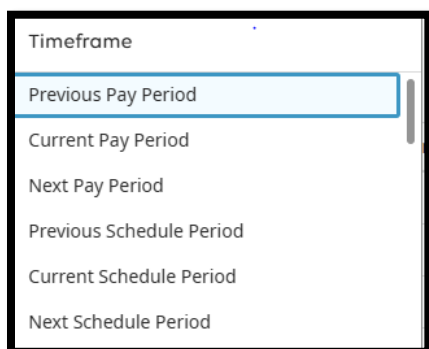 Timeframe
Previous Pay Period
Current Pay Period
Next Pay Period
Previous Schedule Period
Current Schedule Period
Next Schedule Period